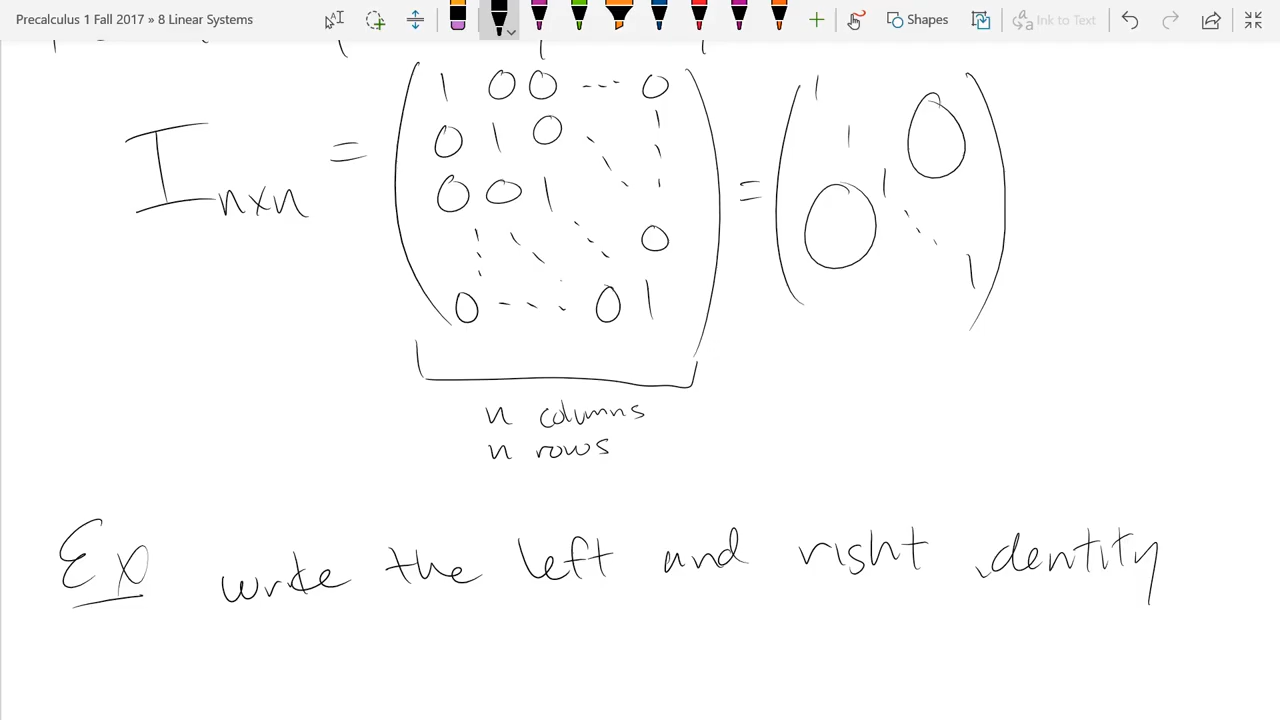 Precalculus 1 Fall 2017 » 8 Linear Systems
Shapes
Ink to Text
I n×n = ( 1 0 0 --- 0 ) = ( 1 0 )
0 1 0
0 0 1
0
0 --- 0 1
1
1
0
1
n columns
n rows
Ex write the left and right identity